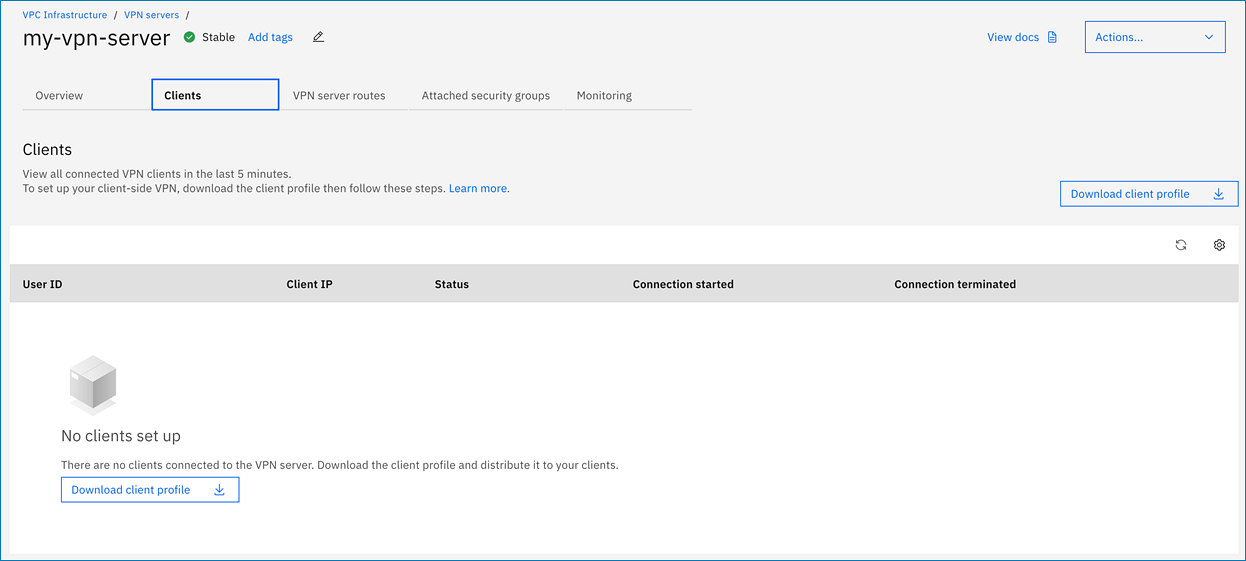 VPC Infrastructure / VPN servers /
my-vpn-server Stable Add tags View docs Actions...
Overview Clients VPN server routes Attached security groups Monitoring
Clients
View all connected VPN clients in the last 5 minutes.
To set up your client-side VPN, download the client profile then follow these steps. Learn more.
Download client profile
User ID Client IP Status Connection started Connection terminated
No clients set up
There are no clients connected to the VPN server. Download the client profile and distribute it to your clients.
Download client profile